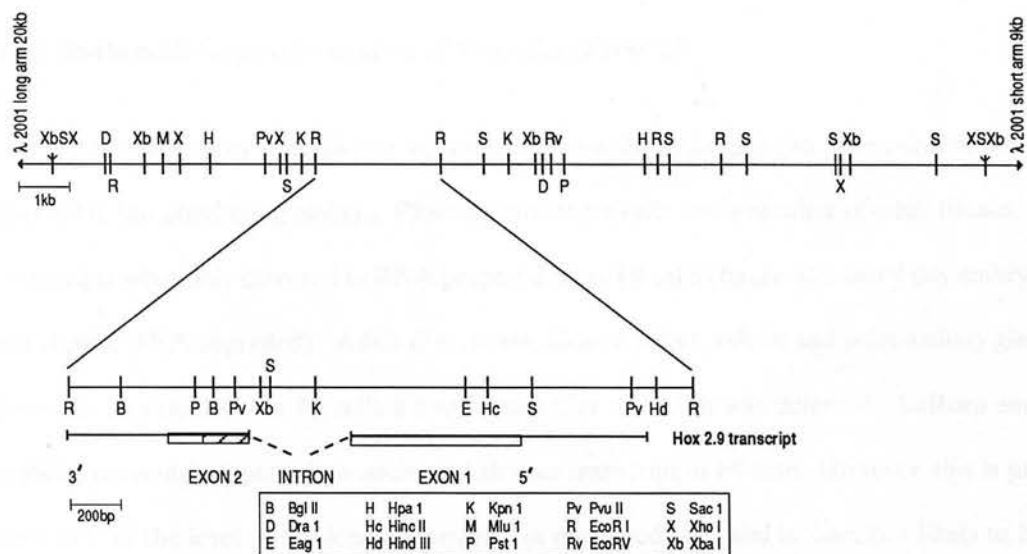 λ 2001 long arm 20kb
λ 2001 short arm 9kb
XbSX D Xb M X H Pv X K R R S K Xb Rv H R S R S S Xb S XSXb
R S D P X
1kb
S
R B P B Pv Xb K E Hc S Pv Hd R
Hox 2.9 transcript
3′ EXON 2 INTRON EXON 1 5′
200bp
B Bgl II H Hpa 1 K Kpn 1 Pv Pvu II S Sac 1
D Dra 1 Hc Hinc II M Mlu 1 R EcoR I X Xho I
E Eag 1 Hd Hind III P Pst 1 Rv EcoRV Xb Xba I